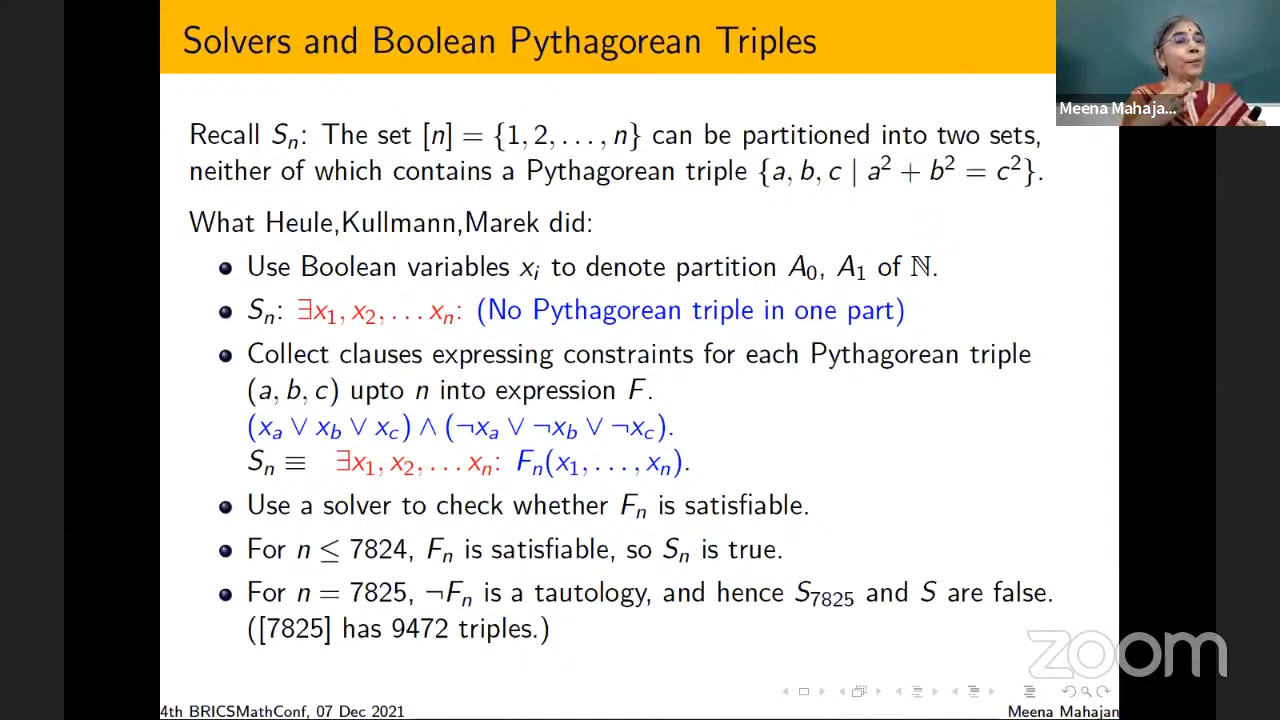 Solvers and Boolean Pythagorean Triples
Meena Mahaja...
Recall Sₙ: The set [n] = {1, 2, . . . , n} can be partitioned into two sets,
neither of which contains a Pythagorean triple {a, b, c | a² + b² = c²}.
What Heule,Kullmann,Marek did:
Use Boolean variables xᵢ to denote partition A₀, A₁ of ℕ.
Sₙ: ∃x₁, x₂, . . . xₙ: (No Pythagorean triple in one part)
Collect clauses expressing constraints for each Pythagorean triple
(a, b, c) upto n into expression F.
(xₐ ∨ x_b ∨ x_c) ∧ (¬xₐ ∨ ¬x_b ∨ ¬x_c).
Sₙ ≡ ∃x₁, x₂, . . . xₙ: Fₙ(x₁, . . . , xₙ).
Use a solver to check whether Fₙ is satisfiable.
For n ≤ 7824, Fₙ is satisfiable, so Sₙ is true.
For n = 7825, ¬Fₙ is a tautology, and hence S₇₈₂₅ and S are false.
([7825] has 9472 triples.)
zoom
4th BRICSMathConf, 07 Dec 2021
Meena Mahajan